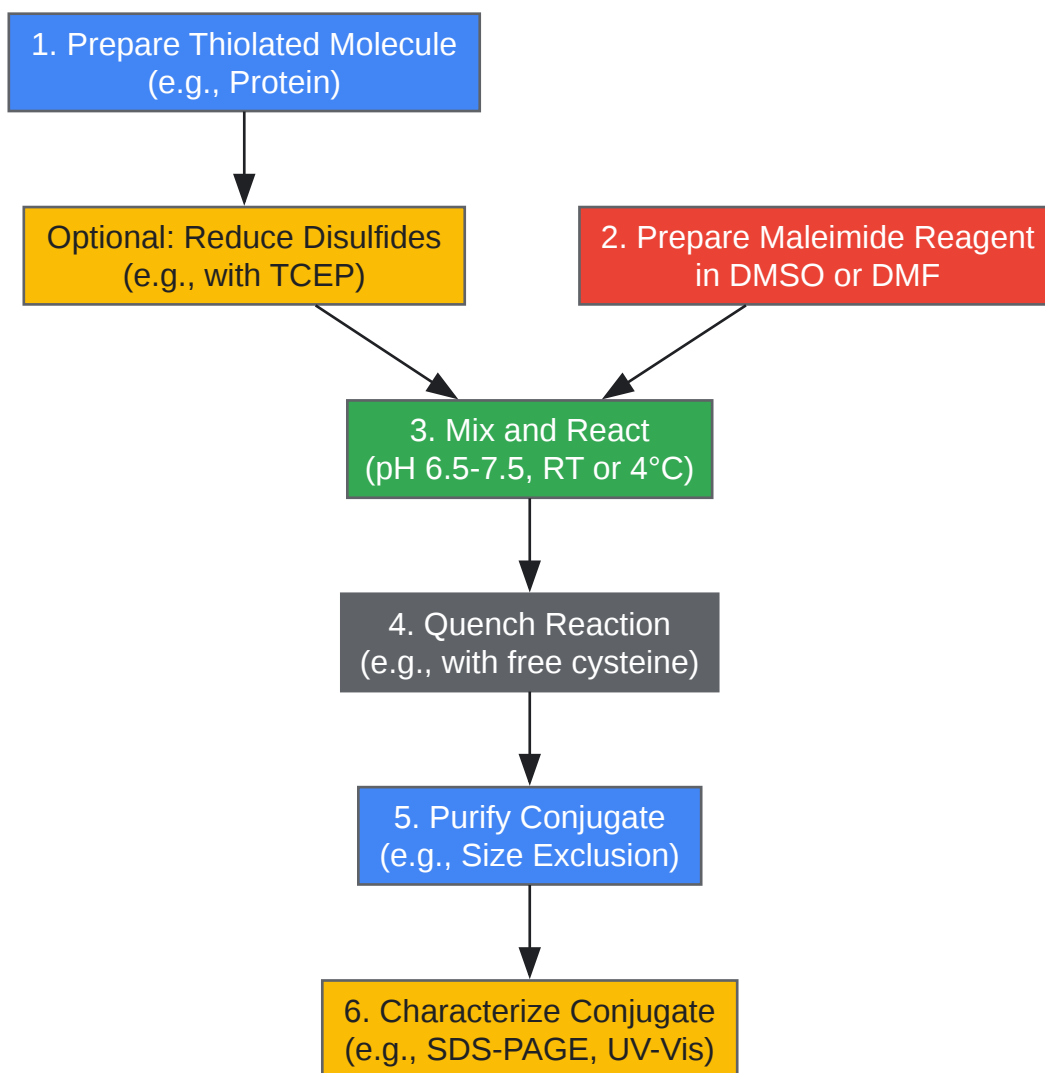 1. Prepare Thiolated Molecule
(e.g., Protein)
Optional: Reduce Disulfides
(e.g., with TCEP)
2. Prepare Maleimide Reagent
in DMSO or DMF
3. Mix and React
(pH 6.5-7.5, RT or 4°C)
4. Quench Reaction
(e.g., with free cysteine)
5. Purify Conjugate
(e.g., Size Exclusion)
6. Characterize Conjugate
(e.g., SDS-PAGE, UV-Vis)